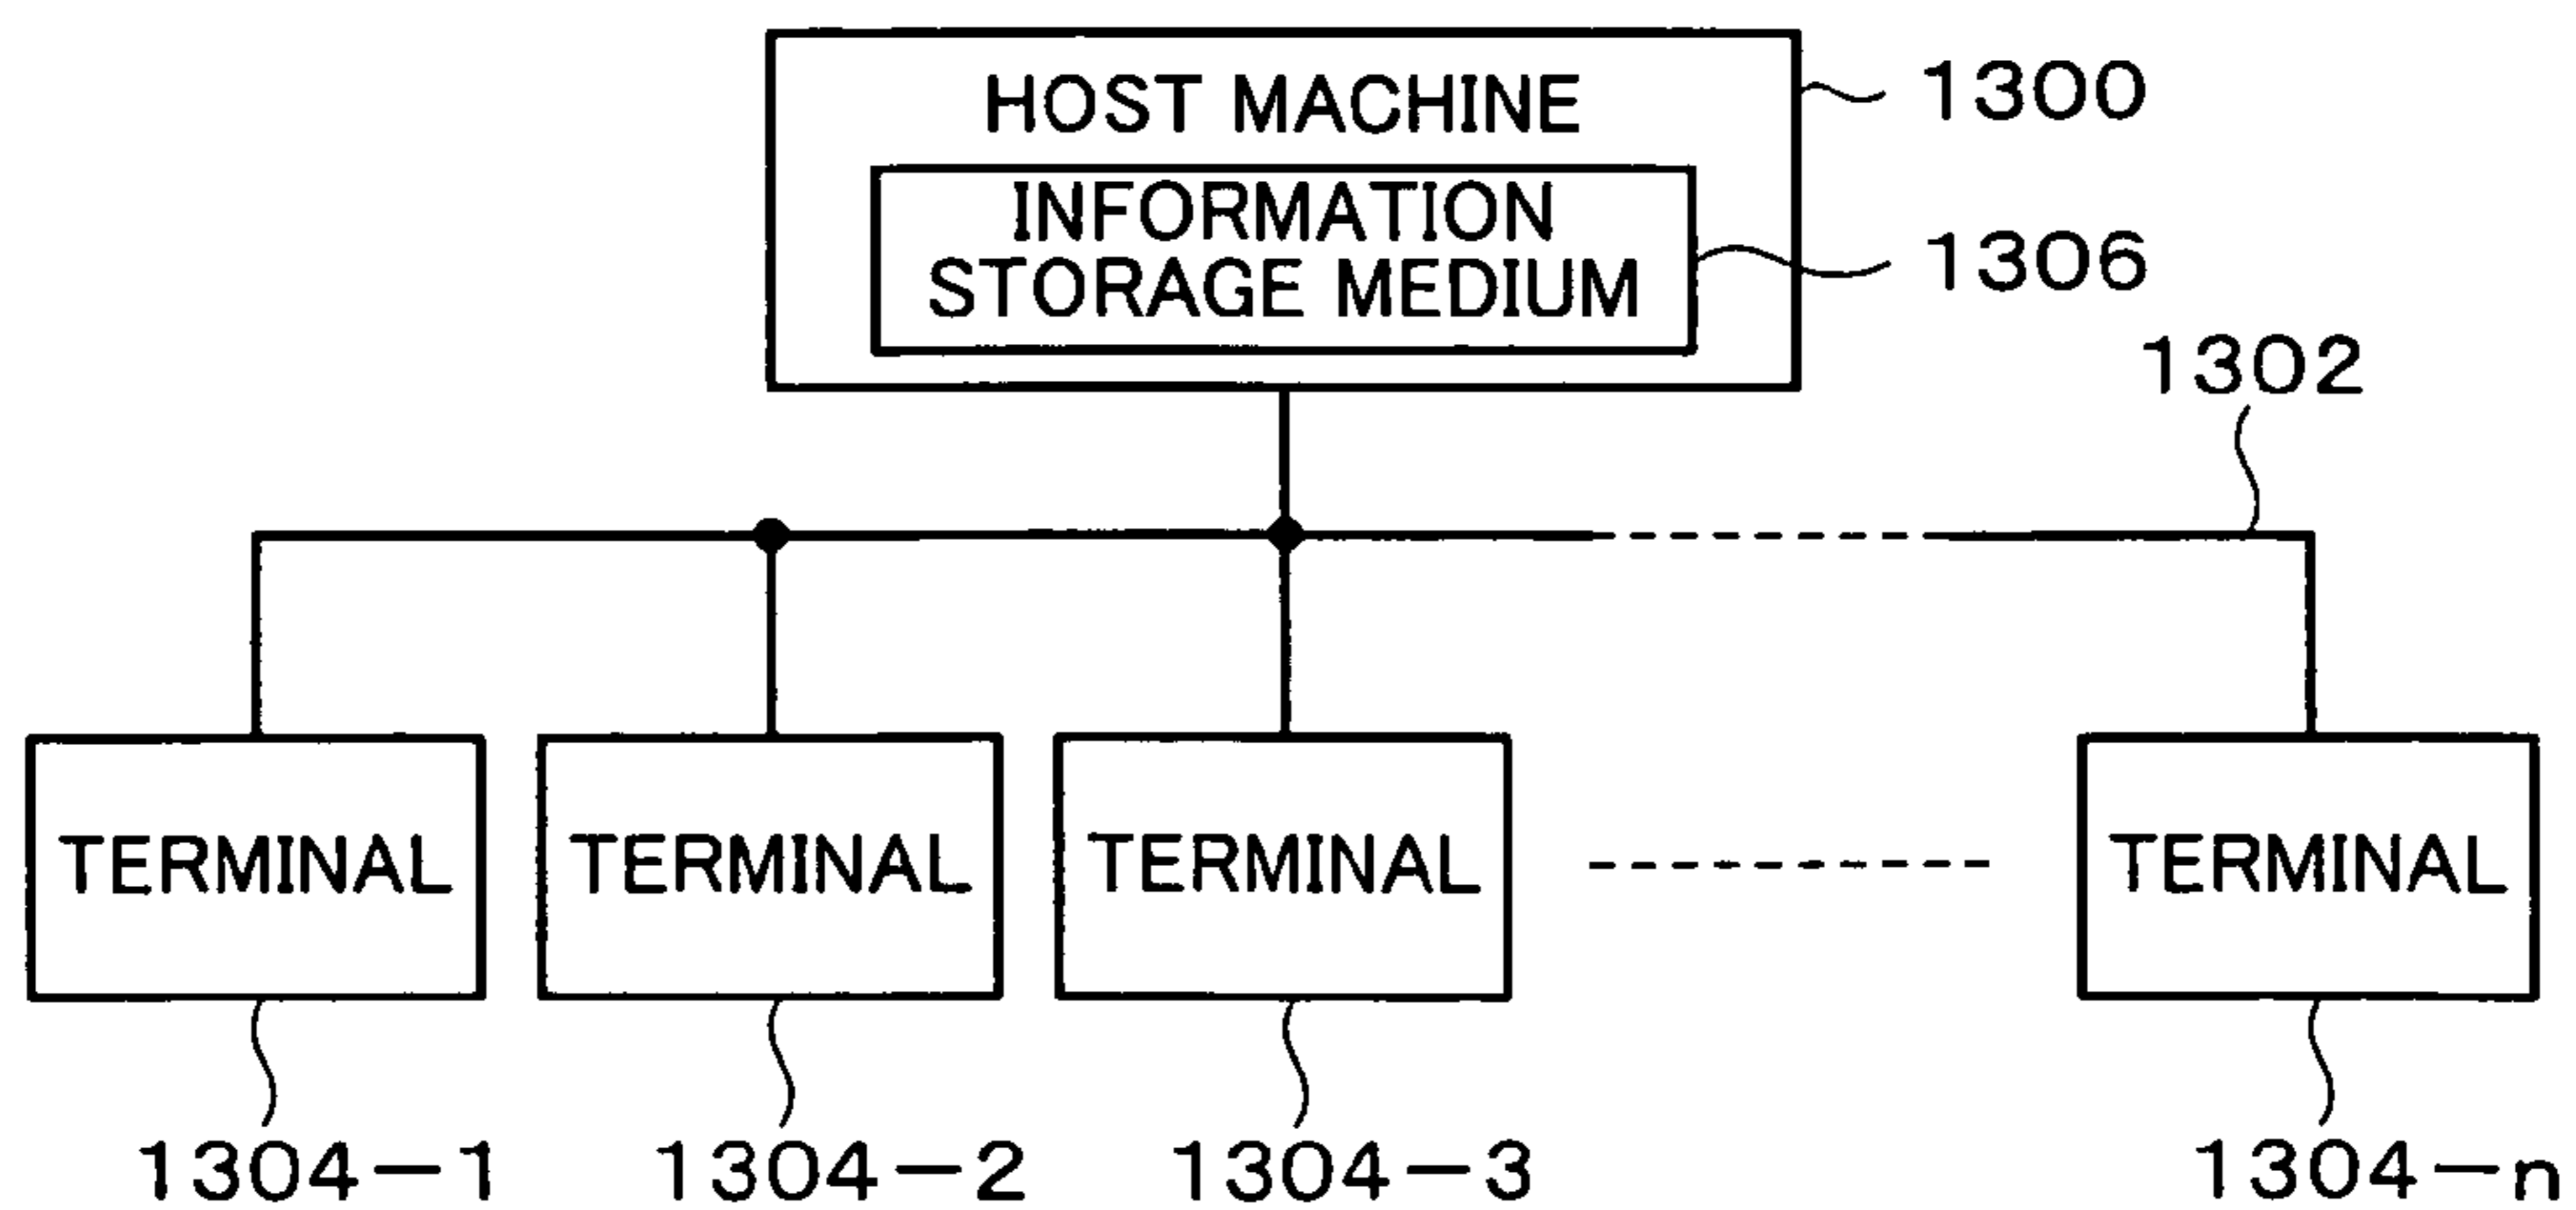 HOST MACHINE
1300
INFORMATION
STORAGE MEDIUM
1306
1302
TERMINAL
TERMINAL
TERMINAL
TERMINAL
1304-1
1304-2
1304-3
1304-n